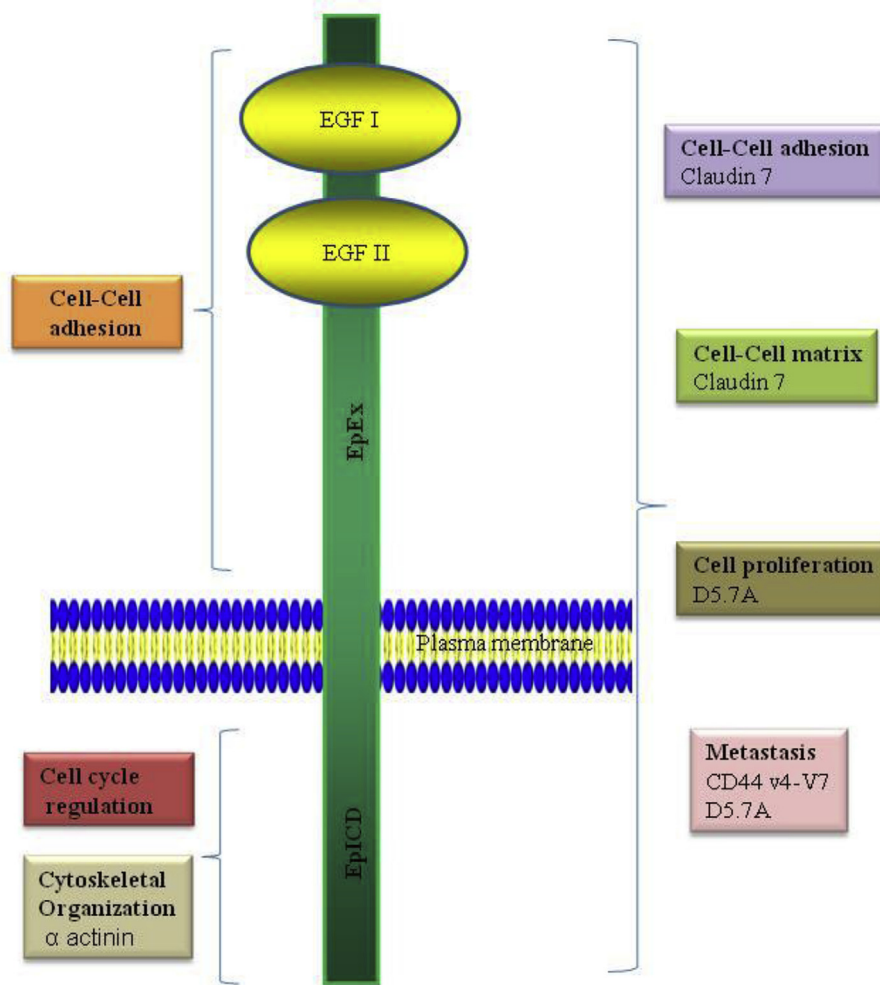 EGF I
EGF II
Cell-Cell
adhesion
EpEx
Plasma membrane
Cell cycle
regulation
EpICD
Cytoskeletal
Organization
α actinin
Cell-Cell adhesion
Claudin 7
Cell-Cell matrix
Claudin 7
Cell proliferation
D5.7A
Metastasis
CD44 v4-V7
D5.7A